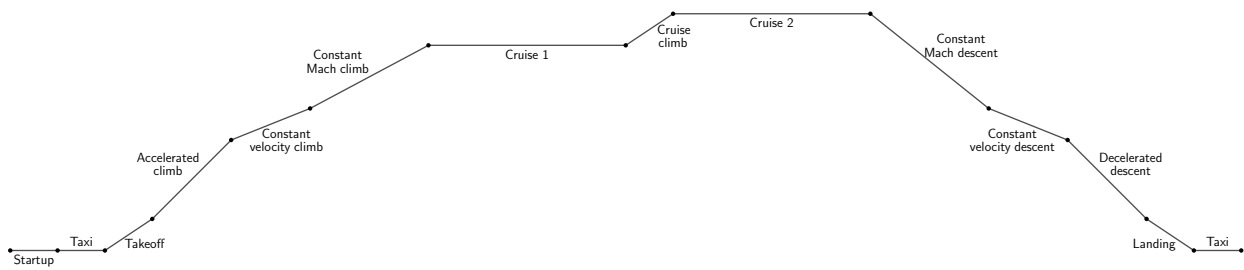 Startup
Taxi
Takeoff
Accelerated
climb
Constant
velocity climb
Constant
Mach climb
Cruise 1
Cruise
climb
Cruise 2
Constant
Mach descent
Constant
velocity descent
Decelerated
descent
Landing
Taxi